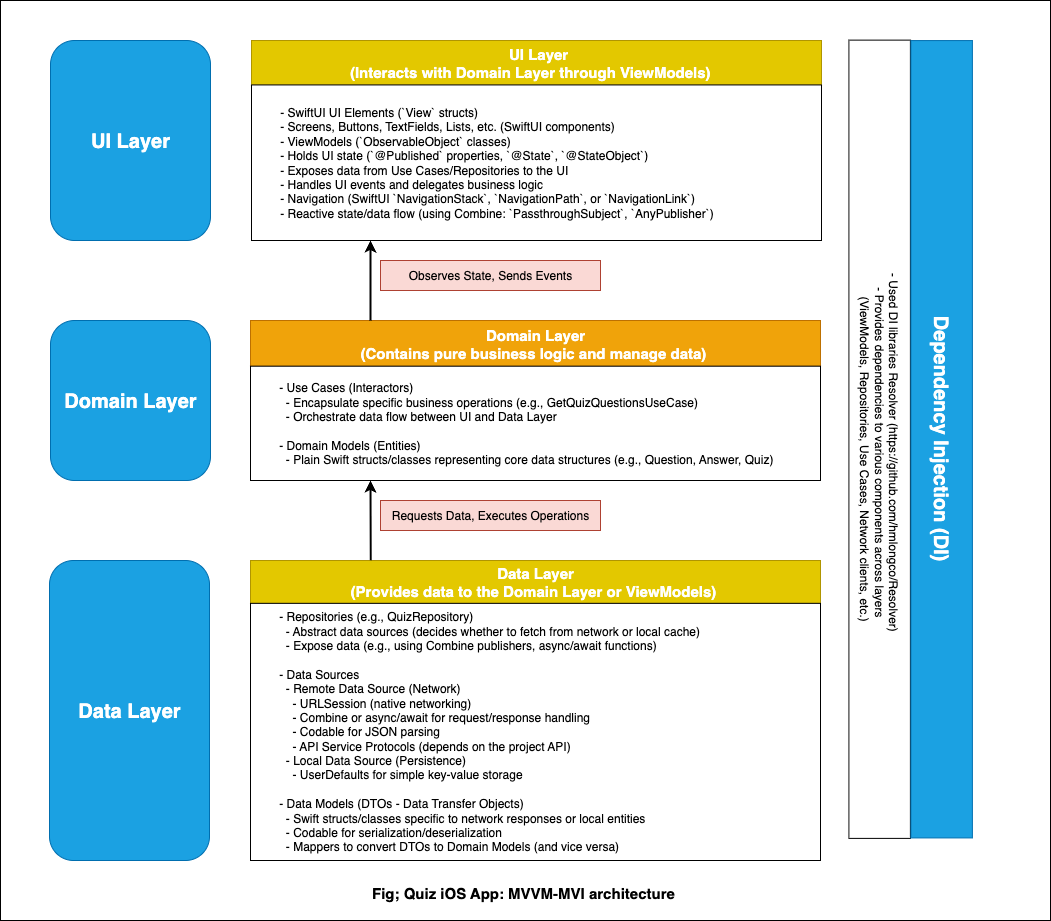 UI Layer
UI Layer
(Interacts with Domain Layer through ViewModels)
- SwiftUI UI Elements (`View` structs)
- Screens, Buttons, TextFields, Lists, etc. (SwiftUI components)
- ViewModels (`ObservableObject` classes)
- Holds UI state (`@Published` properties, `@State`, `@StateObject`)
- Exposes data from Use Cases/Repositories to the UI
- Handles UI events and delegates business logic
- Navigation (SwiftUI `NavigationStack`, `NavigationPath`, or `NavigationLink`)
- Reactive state/data flow (using Combine: `PassthroughSubject`, `AnyPublisher`)
Observes State, Sends Events
Domain Layer
Domain Layer
(Contains pure business logic and manage data)
- Use Cases (Interactors)
- Encapsulate specific business operations (e.g., GetQuizQuestionsUseCase)
- Orchestrate data flow between UI and Data Layer
- Domain Models (Entities)
- Plain Swift structs/classes representing core data structures (e.g., Question, Answer, Quiz)
Requests Data, Executes Operations
Data Layer
Data Layer
(Provides data to the Domain Layer or ViewModels)
- Repositories (e.g., QuizRepository)
- Abstract data sources (decides whether to fetch from network or local cache)
- Expose data (e.g., using Combine publishers, async/await functions)
- Data Sources
- Remote Data Source (Network)
- URLSession (native networking)
- Combine or async/await for request/response handling
- Codable for JSON parsing
- API Service Protocols (depends on the project API)
- Local Data Source (Persistence)
- UserDefaults for simple key-value storage
- Data Models (DTOs - Data Transfer Objects)
- Swift structs/classes specific to network responses or local entities
- Codable for serialization/deserialization
- Mappers to convert DTOs to Domain Models (and vice versa)
Dependency Injection (DI)
- Used DI libraries Resolver (https://github.com/hmlongco/Resolver)
- Provides dependencies to various components across layers
(ViewModels, Repositories, Use Cases, Network clients, etc.)
Fig; Quiz iOS App: MVVM-MVI architecture